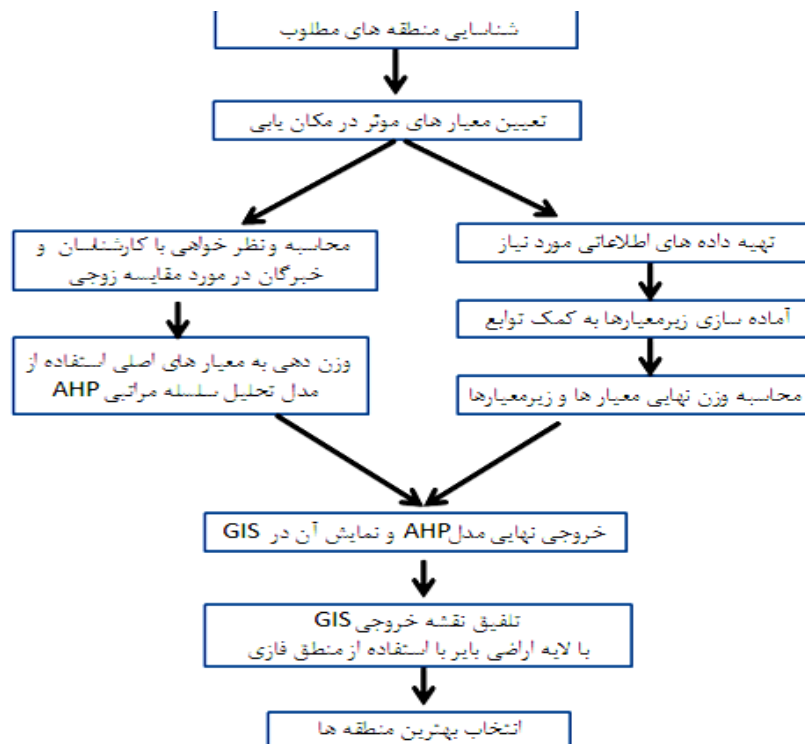 شناسایی منطقه های مطلوب
تعیین معیار های موثر در مکان یابی
تهیه داده های اطلاعاتی مورد نیاز
آماده سازی زیرمعیارها به کمک توابع
محاسبه وزن نهایی معیار ها و زیرمعیارها
محاسبه ونظر خواهی با کارشناسان و
خبرگان در مورد مقایسه زوجی
وزن دهی به معیار های اصلی استفاده از
مدل تحلیل سلسله مراتبی AHP
خروجی نهایی مدلAHP و نمایش آن در GIS
تلفیق نقشه خروجی GIS
با لایه اراضی بایر با استفاده از منطق فازی
انتخاب بهترین منطقه ها